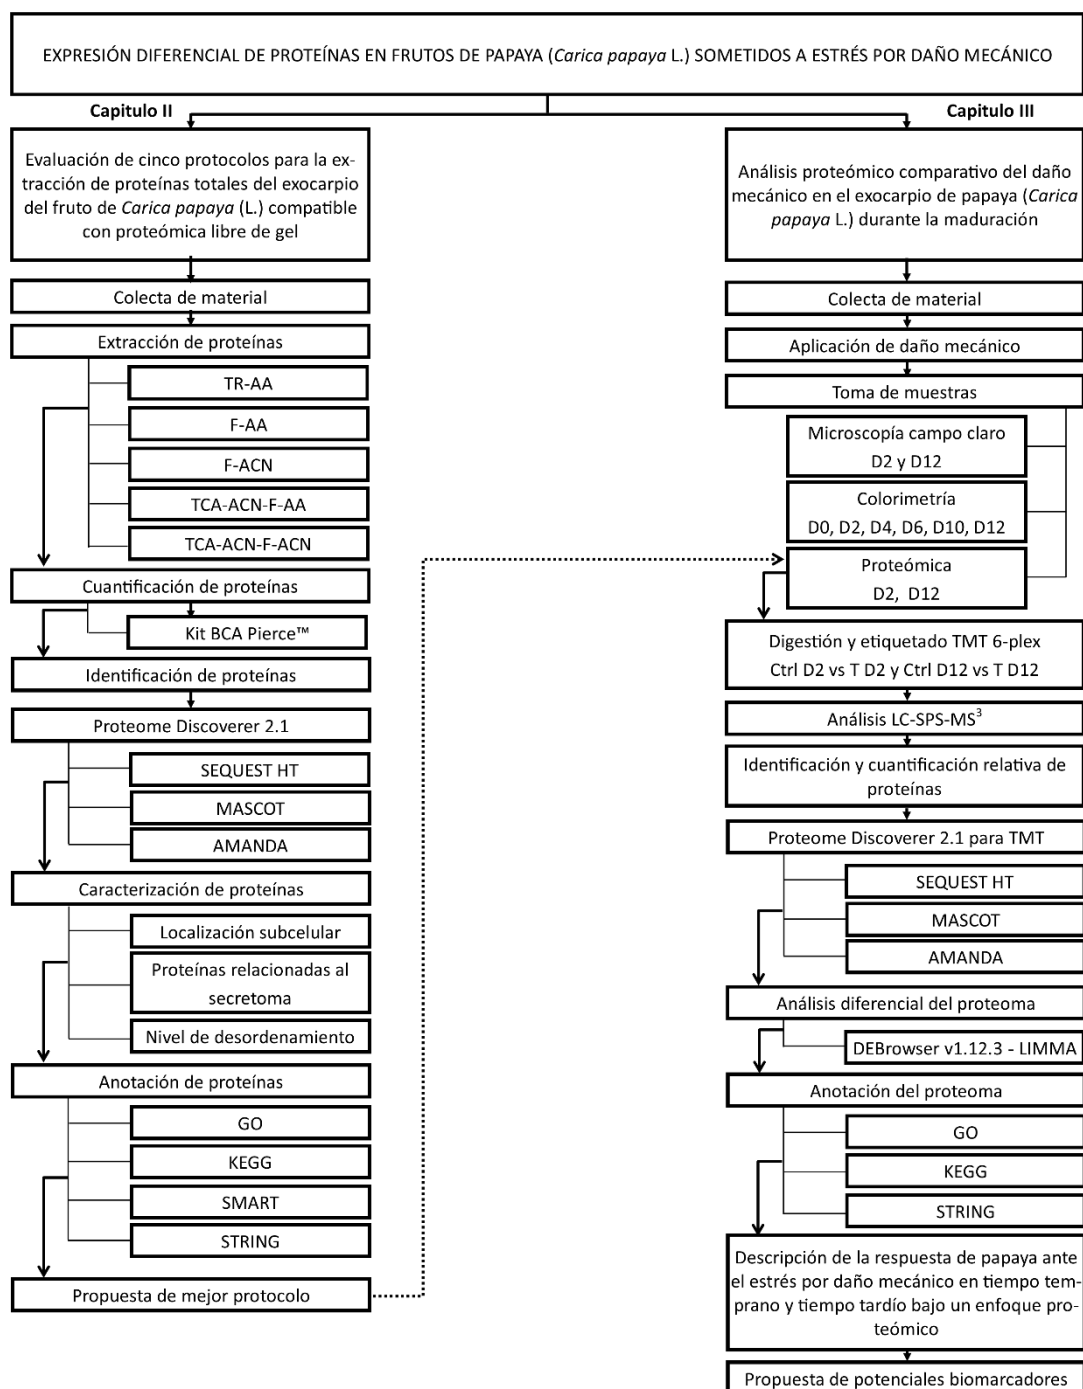 EXPRESIÓN DIFERENCIAL DE PROTEÍNAS EN FRUTOS DE PAPAYA (Carica papaya L.) SOMETIDOS A ESTRÉS POR DAÑO MECÁNICO
Capitulo II
Evaluación de cinco protocolos para la ex-
tracción de proteínas totales del exocarpio
del fruto de Carica papaya (L.) compatible
con proteómica libre de gel
Colecta de material
Extracción de proteínas
TR-AA
F-AA
F-ACN
TCA-ACN-F-AA
TCA-ACN-F-ACN
Cuantificación de proteínas
Kit BCA Pierce™
Identificación de proteínas
Proteome Discoverer 2.1
SEQUEST HT
MASCOT
AMANDA
Caracterización de proteínas
Localización subcelular
Proteínas relacionadas al
secretoma
Nivel de desordenamiento
Anotación de proteínas
GO
KEGG
SMART
STRING
Propuesta de mejor protocolo
Capitulo III
Análisis proteómico comparativo del daño
mecánico en el exocarpio de papaya (Carica
papaya L.) durante la maduración
Colecta de material
Aplicación de daño mecánico
Toma de muestras
Microscopía campo claro
D2 y D12
Colorimetría
D0, D2, D4, D6, D10, D12
Proteómica
D2, D12
Digestión y etiquetado TMT 6-plex
Ctrl D2 vs T D2 y Ctrl D12 vs T D12
Análisis LC-SPS-MS³
Identificación y cuantificación relativa de
proteínas
Proteome Discoverer 2.1 para TMT
SEQUEST HT
MASCOT
AMANDA
Análisis diferencial del proteoma
DEBrowser v1.12.3 - LIMMA
Anotación del proteoma
GO
KEGG
STRING
Descripción de la respuesta de papaya ante
el estrés por daño mecánico en tiempo tem-
prano y tiempo tardío bajo un enfoque pro-
teómico
Propuesta de potenciales biomarcadores